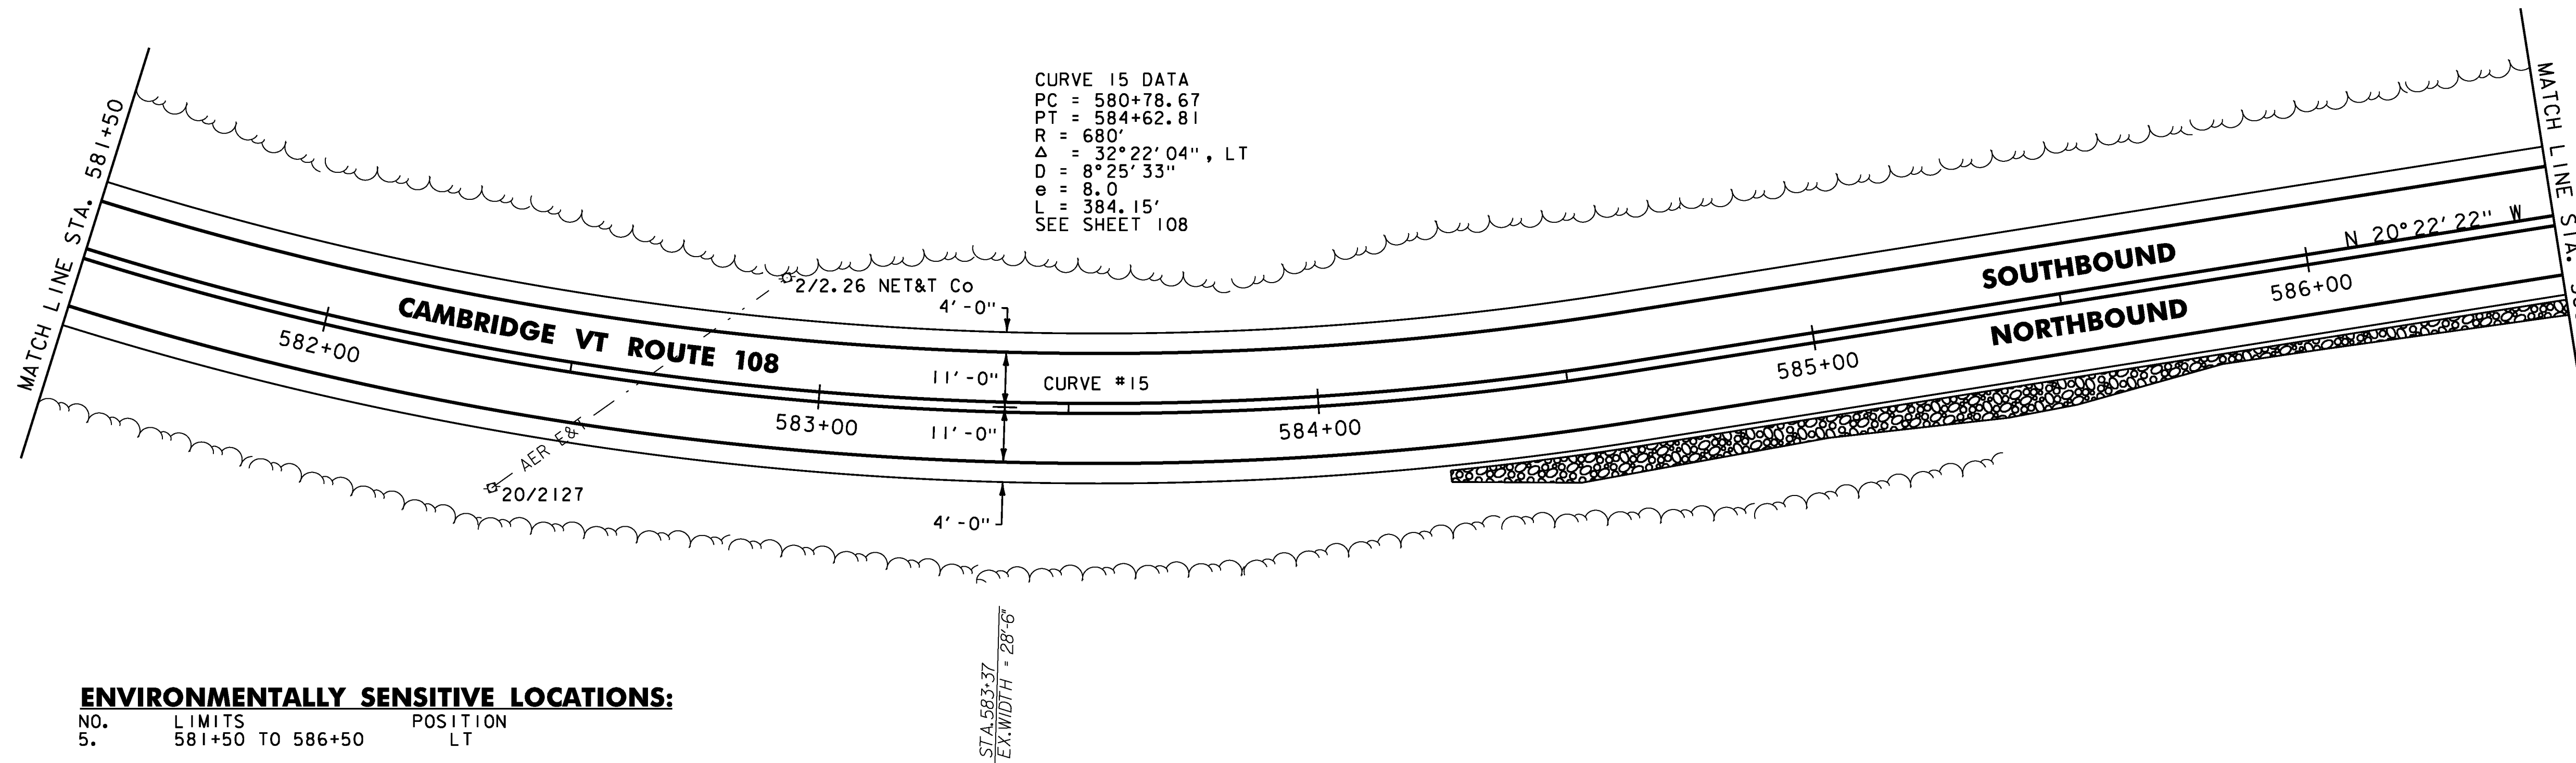 CURVE 15 DATA
PC = 580+78.67
PT = 584+62.81
R = 680'
Δ = 32°22'04", LT
D = 8°25'33"
e = 8.0
L = 384.15'
SEE SHEET 108
MATCH LINE STA. 581+50
MATCH LINE STA.
N 20°22'22" W
SOUTHBOUND
NORTHBOUND
586+00
585+00
2/2.26 NET&T Co
4'-0"
CAMBRIDGE VT ROUTE 108
582+00
11'-0"
CURVE #15
583+00
11'-0"
584+00
AER E&T
20/2127
4'-0"
STA.583+37
EX.WIDTH = 28'-6"
ENVIRONMENTALLY SENSITIVE LOCATIONS:
NO. LIMITS POSITION
5. 581+50 TO 586+50 LT